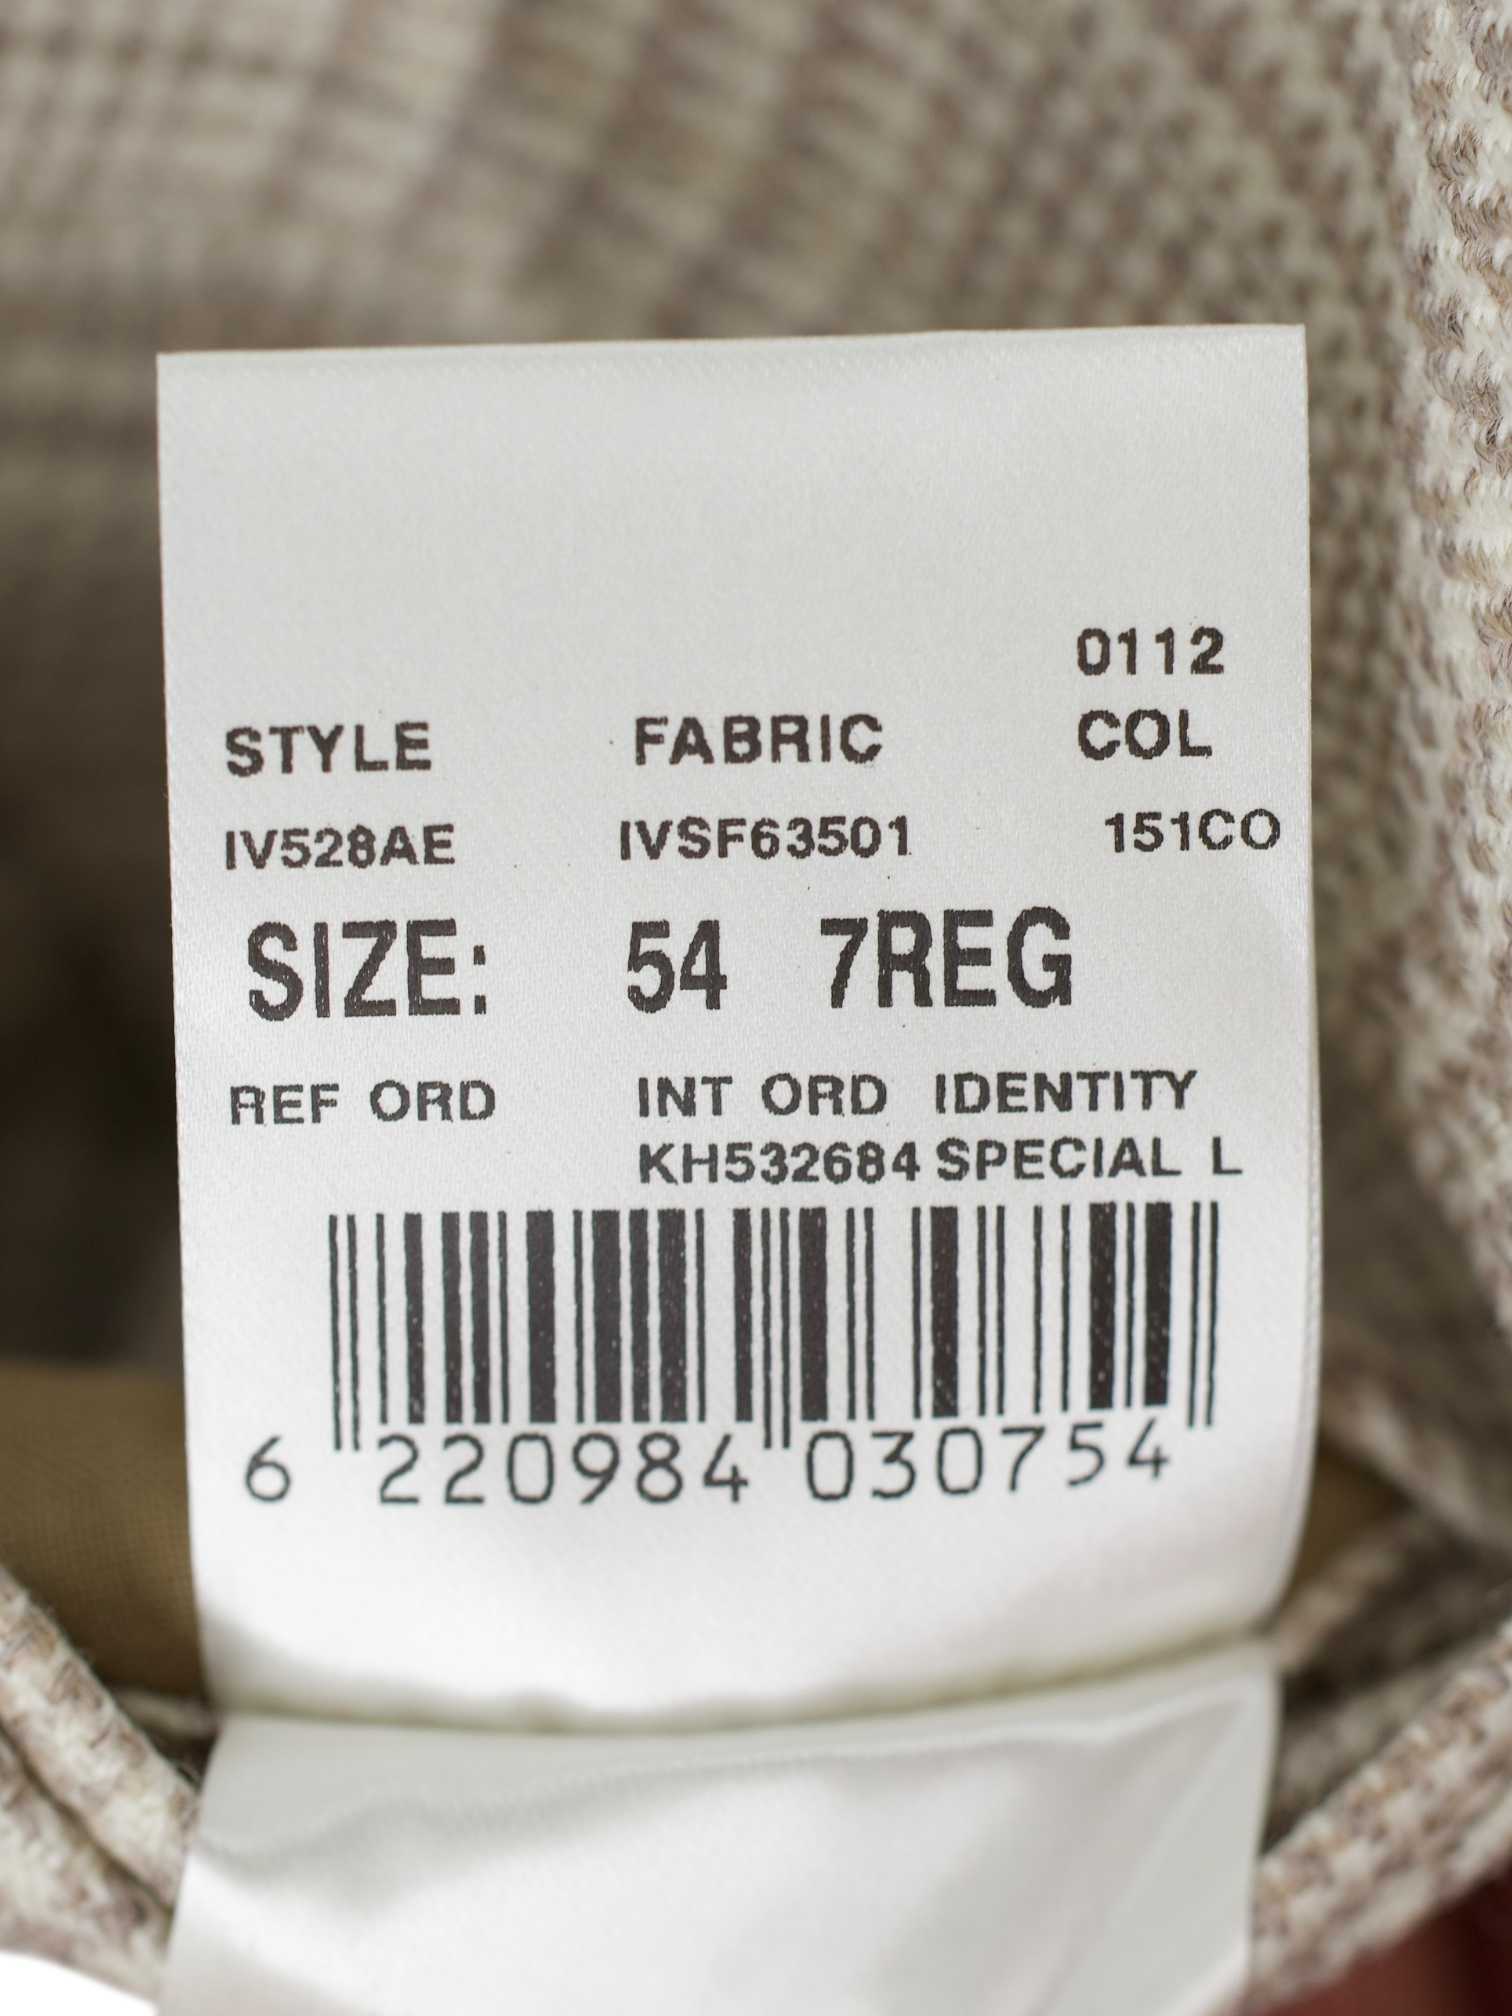 0112
STYLE FABRIC COL
IV528AE IVSF63501 151CO
SIZE: 54 7REG
REF ORD INT ORD IDENTITY
KH532684 SPECIAL L
6 220984 030754